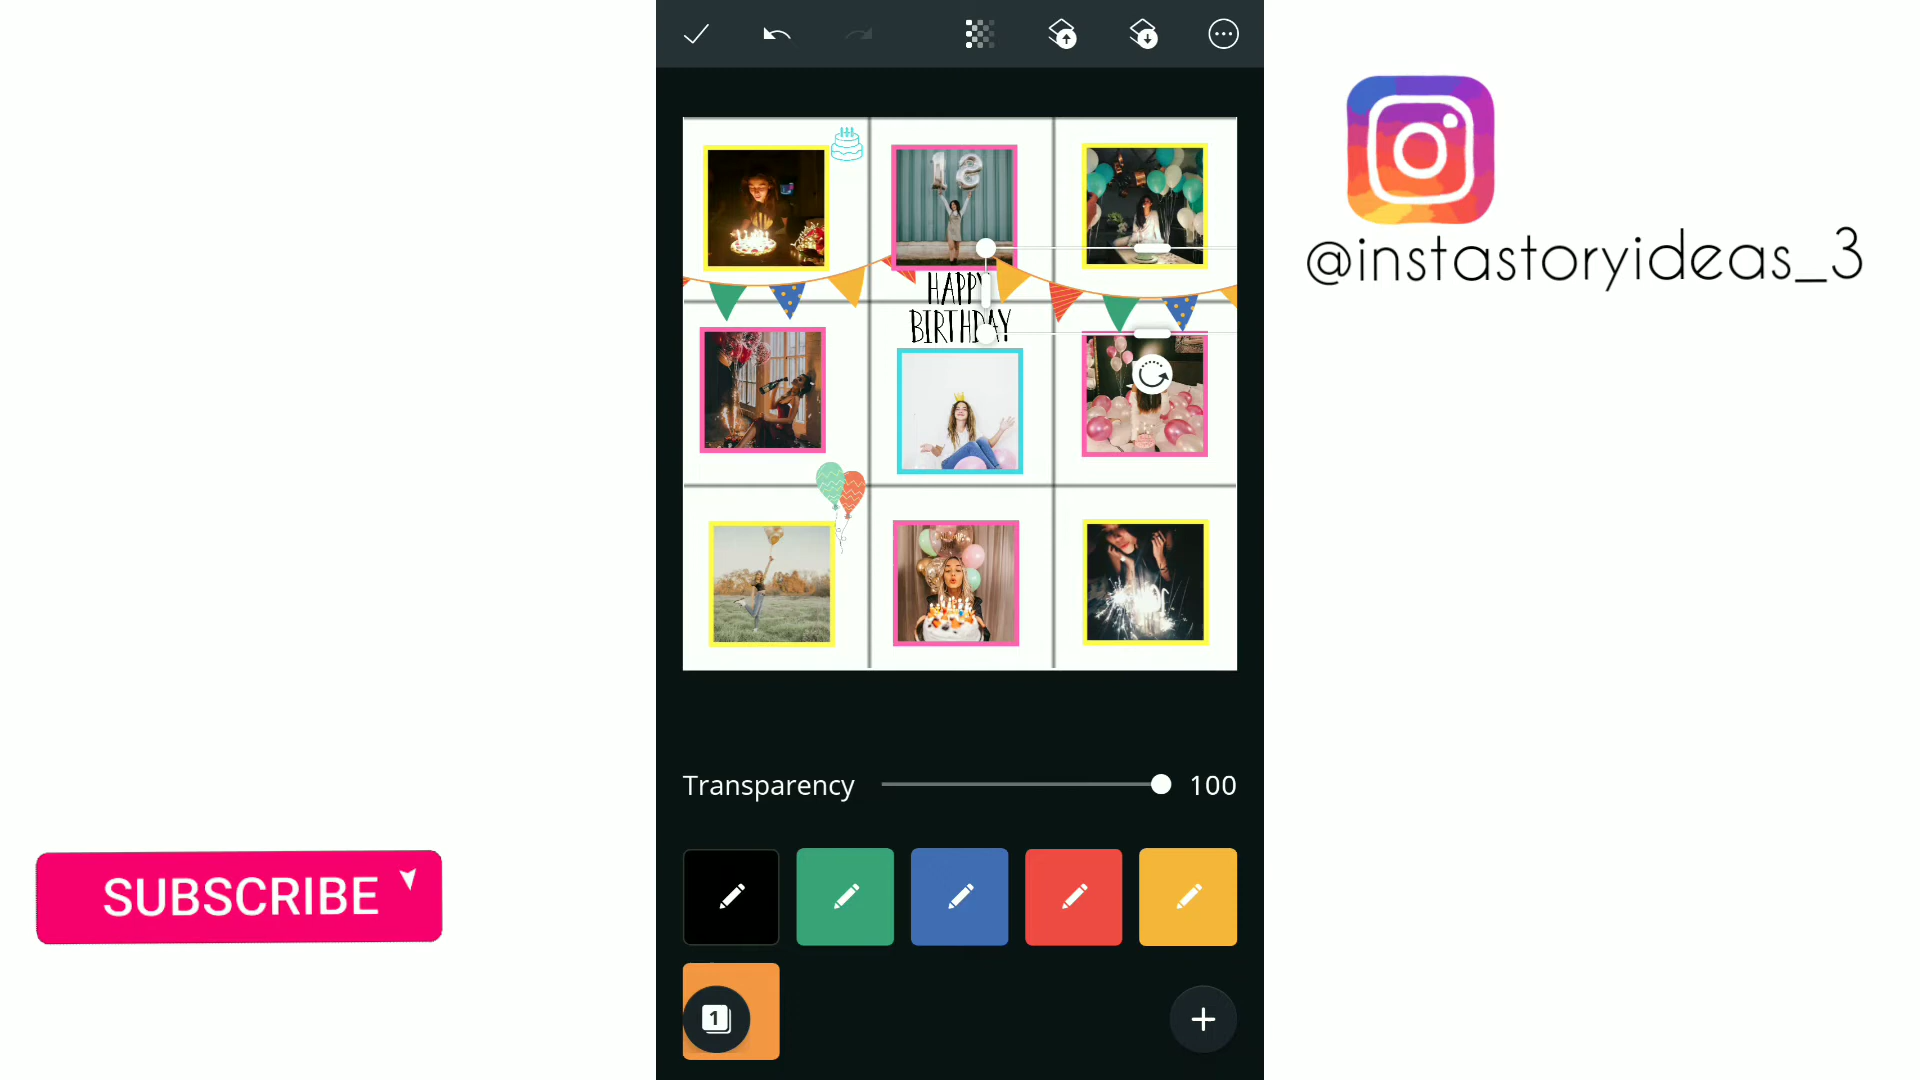 @instastoryideas_3
HAPPY
BIRTHDAY
Transparency 100
SUBSCRIBE
1